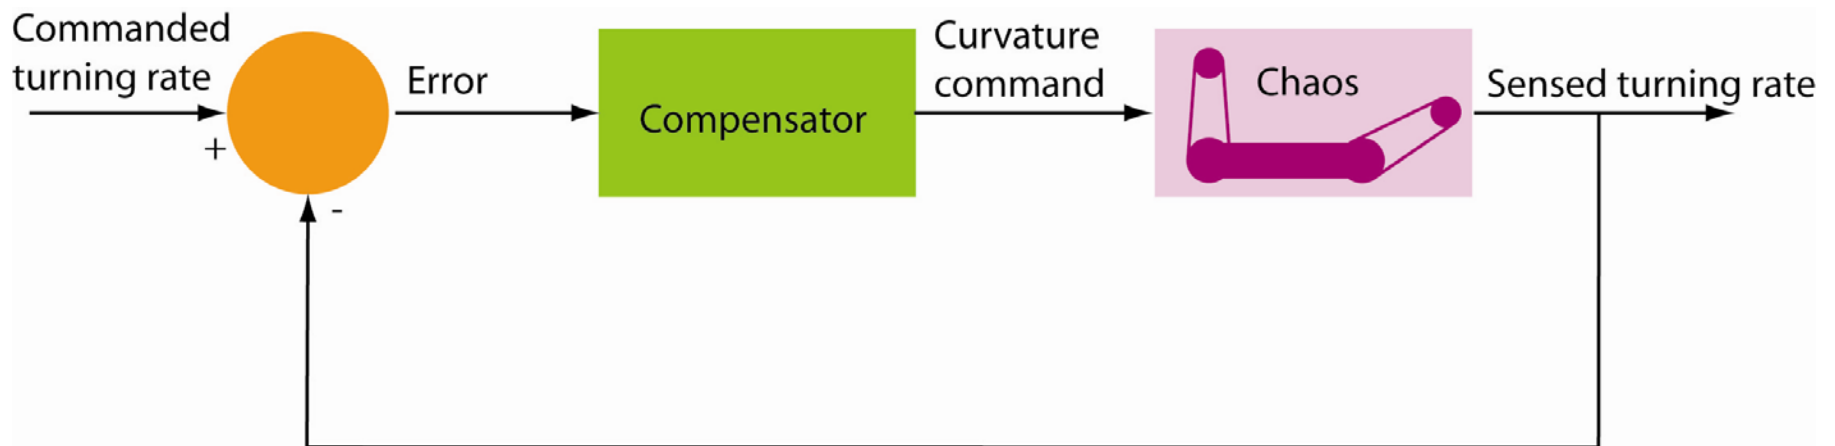 Commanded
turning rate
+
-
Error
Compensator
Curvature
command
Chaos
Sensed turning rate